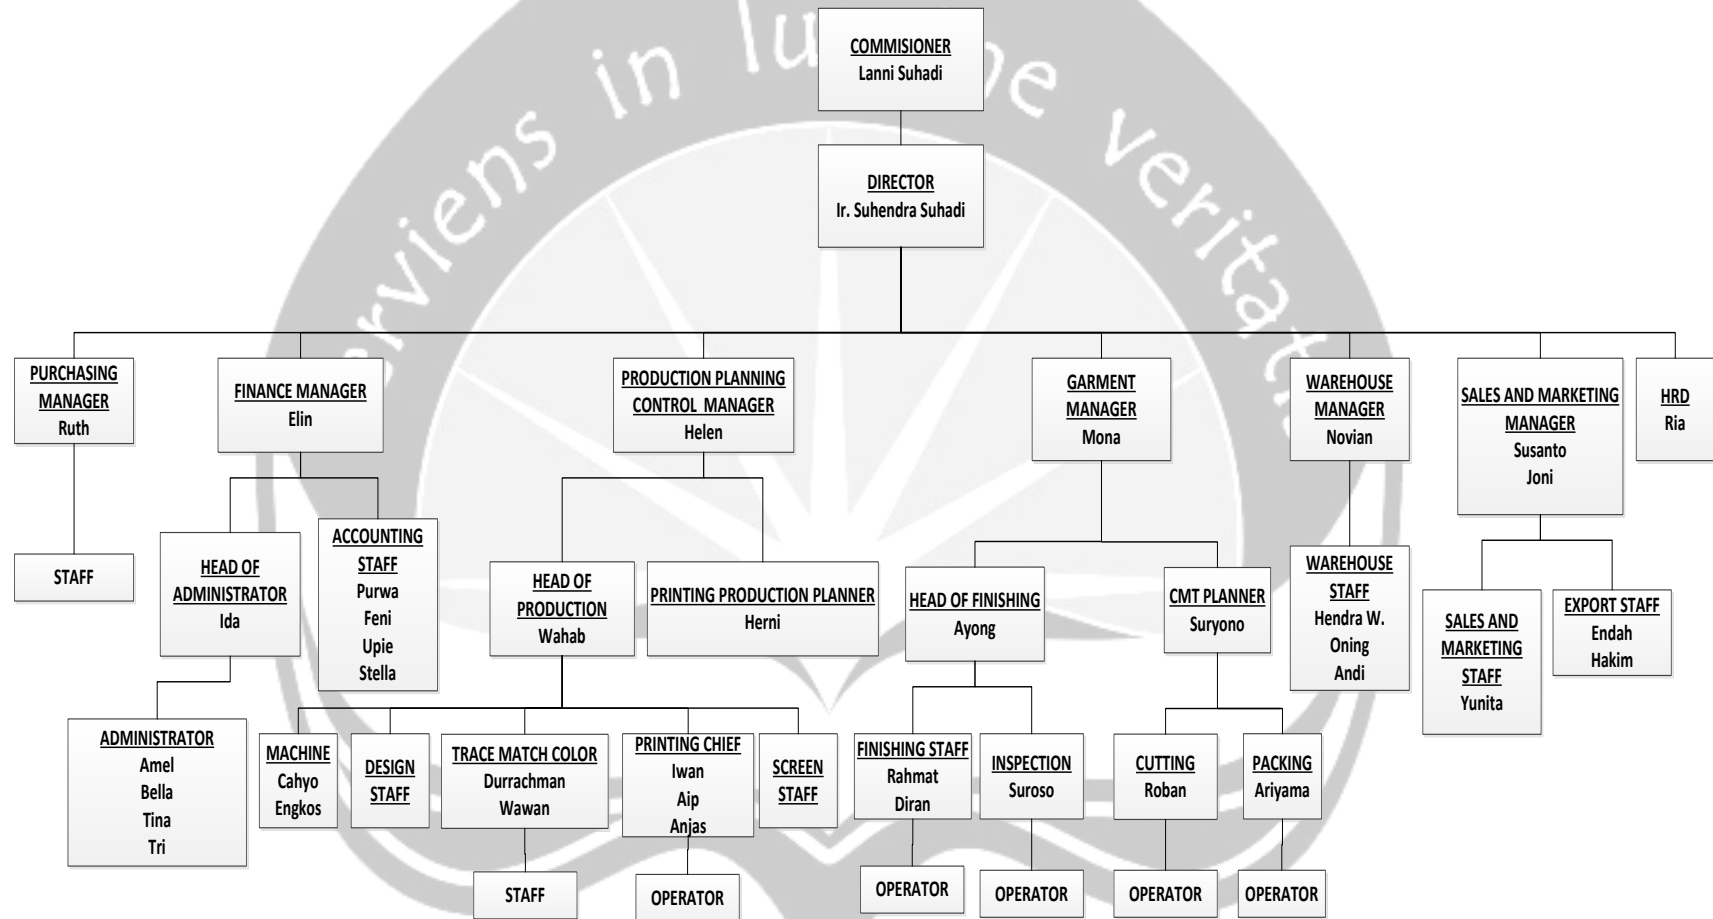 serviens in lumine veritatis
COMMISIONER
Lanni Suhadi
DIRECTOR
Ir. Suhendra Suhadi
PURCHASING
MANAGER
Ruth
FINANCE MANAGER
Elin
PRODUCTION PLANNING
CONTROL MANAGER
Helen
GARMENT
MANAGER
Mona
WAREHOUSE
MANAGER
Novian
SALES AND MARKETING
MANAGER
Susanto
Joni
HRD
Ria
STAFF
HEAD OF
ADMINISTRATOR
Ida
ACCOUNTING
STAFF
Purwa
Feni
Upie
Stella
HEAD OF
PRODUCTION
Wahab
PRINTING PRODUCTION PLANNER
Herni
HEAD OF FINISHING
Ayong
CMT PLANNER
Suryono
WAREHOUSE
STAFF
Hendra W.
Oning
Andi
SALES AND
MARKETING
STAFF
Yunita
EXPORT STAFF
Endah
Hakim
ADMINISTRATOR
Amel
Bella
Tina
Tri
MACHINE
Cahyo
Engkos
DESIGN
STAFF
TRACE MATCH COLOR
Durrachman
Wawan
PRINTING CHIEF
Iwan
Aip
Anjas
SCREEN
STAFF
FINISHING STAFF
Rahmat
Diran
INSPECTION
Suroso
CUTTING
Roban
PACKING
Ariyama
STAFF
OPERATOR
OPERATOR
OPERATOR
OPERATOR
OPERATOR